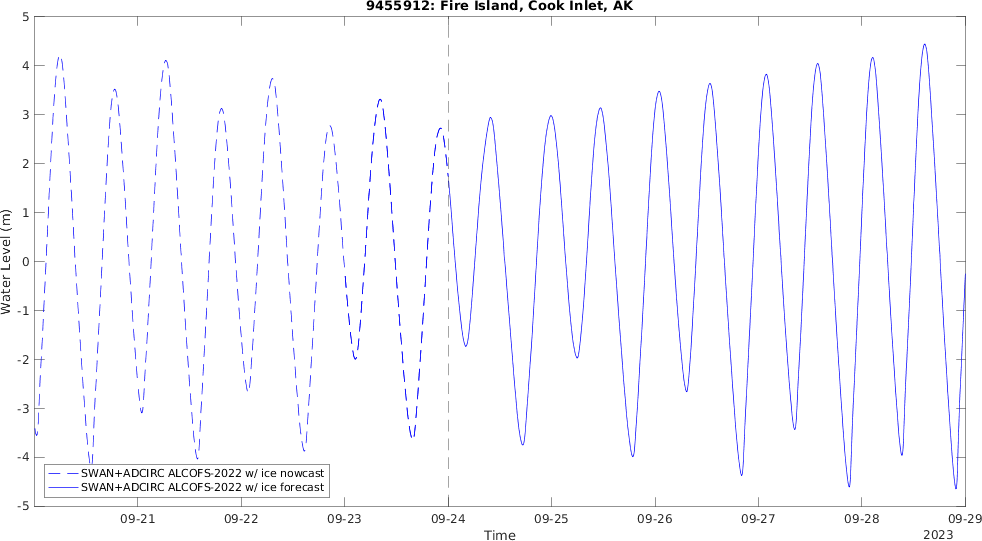 9455912: Fire Island, Cook Inlet, AK
5
4
3
2
1
0
-1
-2
-3
-4
-5
Water Level (m)
SWAN+ADCIRC ALCOFS-2022 w/ ice nowcast
SWAN+ADCIRC ALCOFS-2022 w/ ice forecast
09-21 09-22 09-23 09-24 09-25 09-26 09-27 09-28 09-29
Time 2023